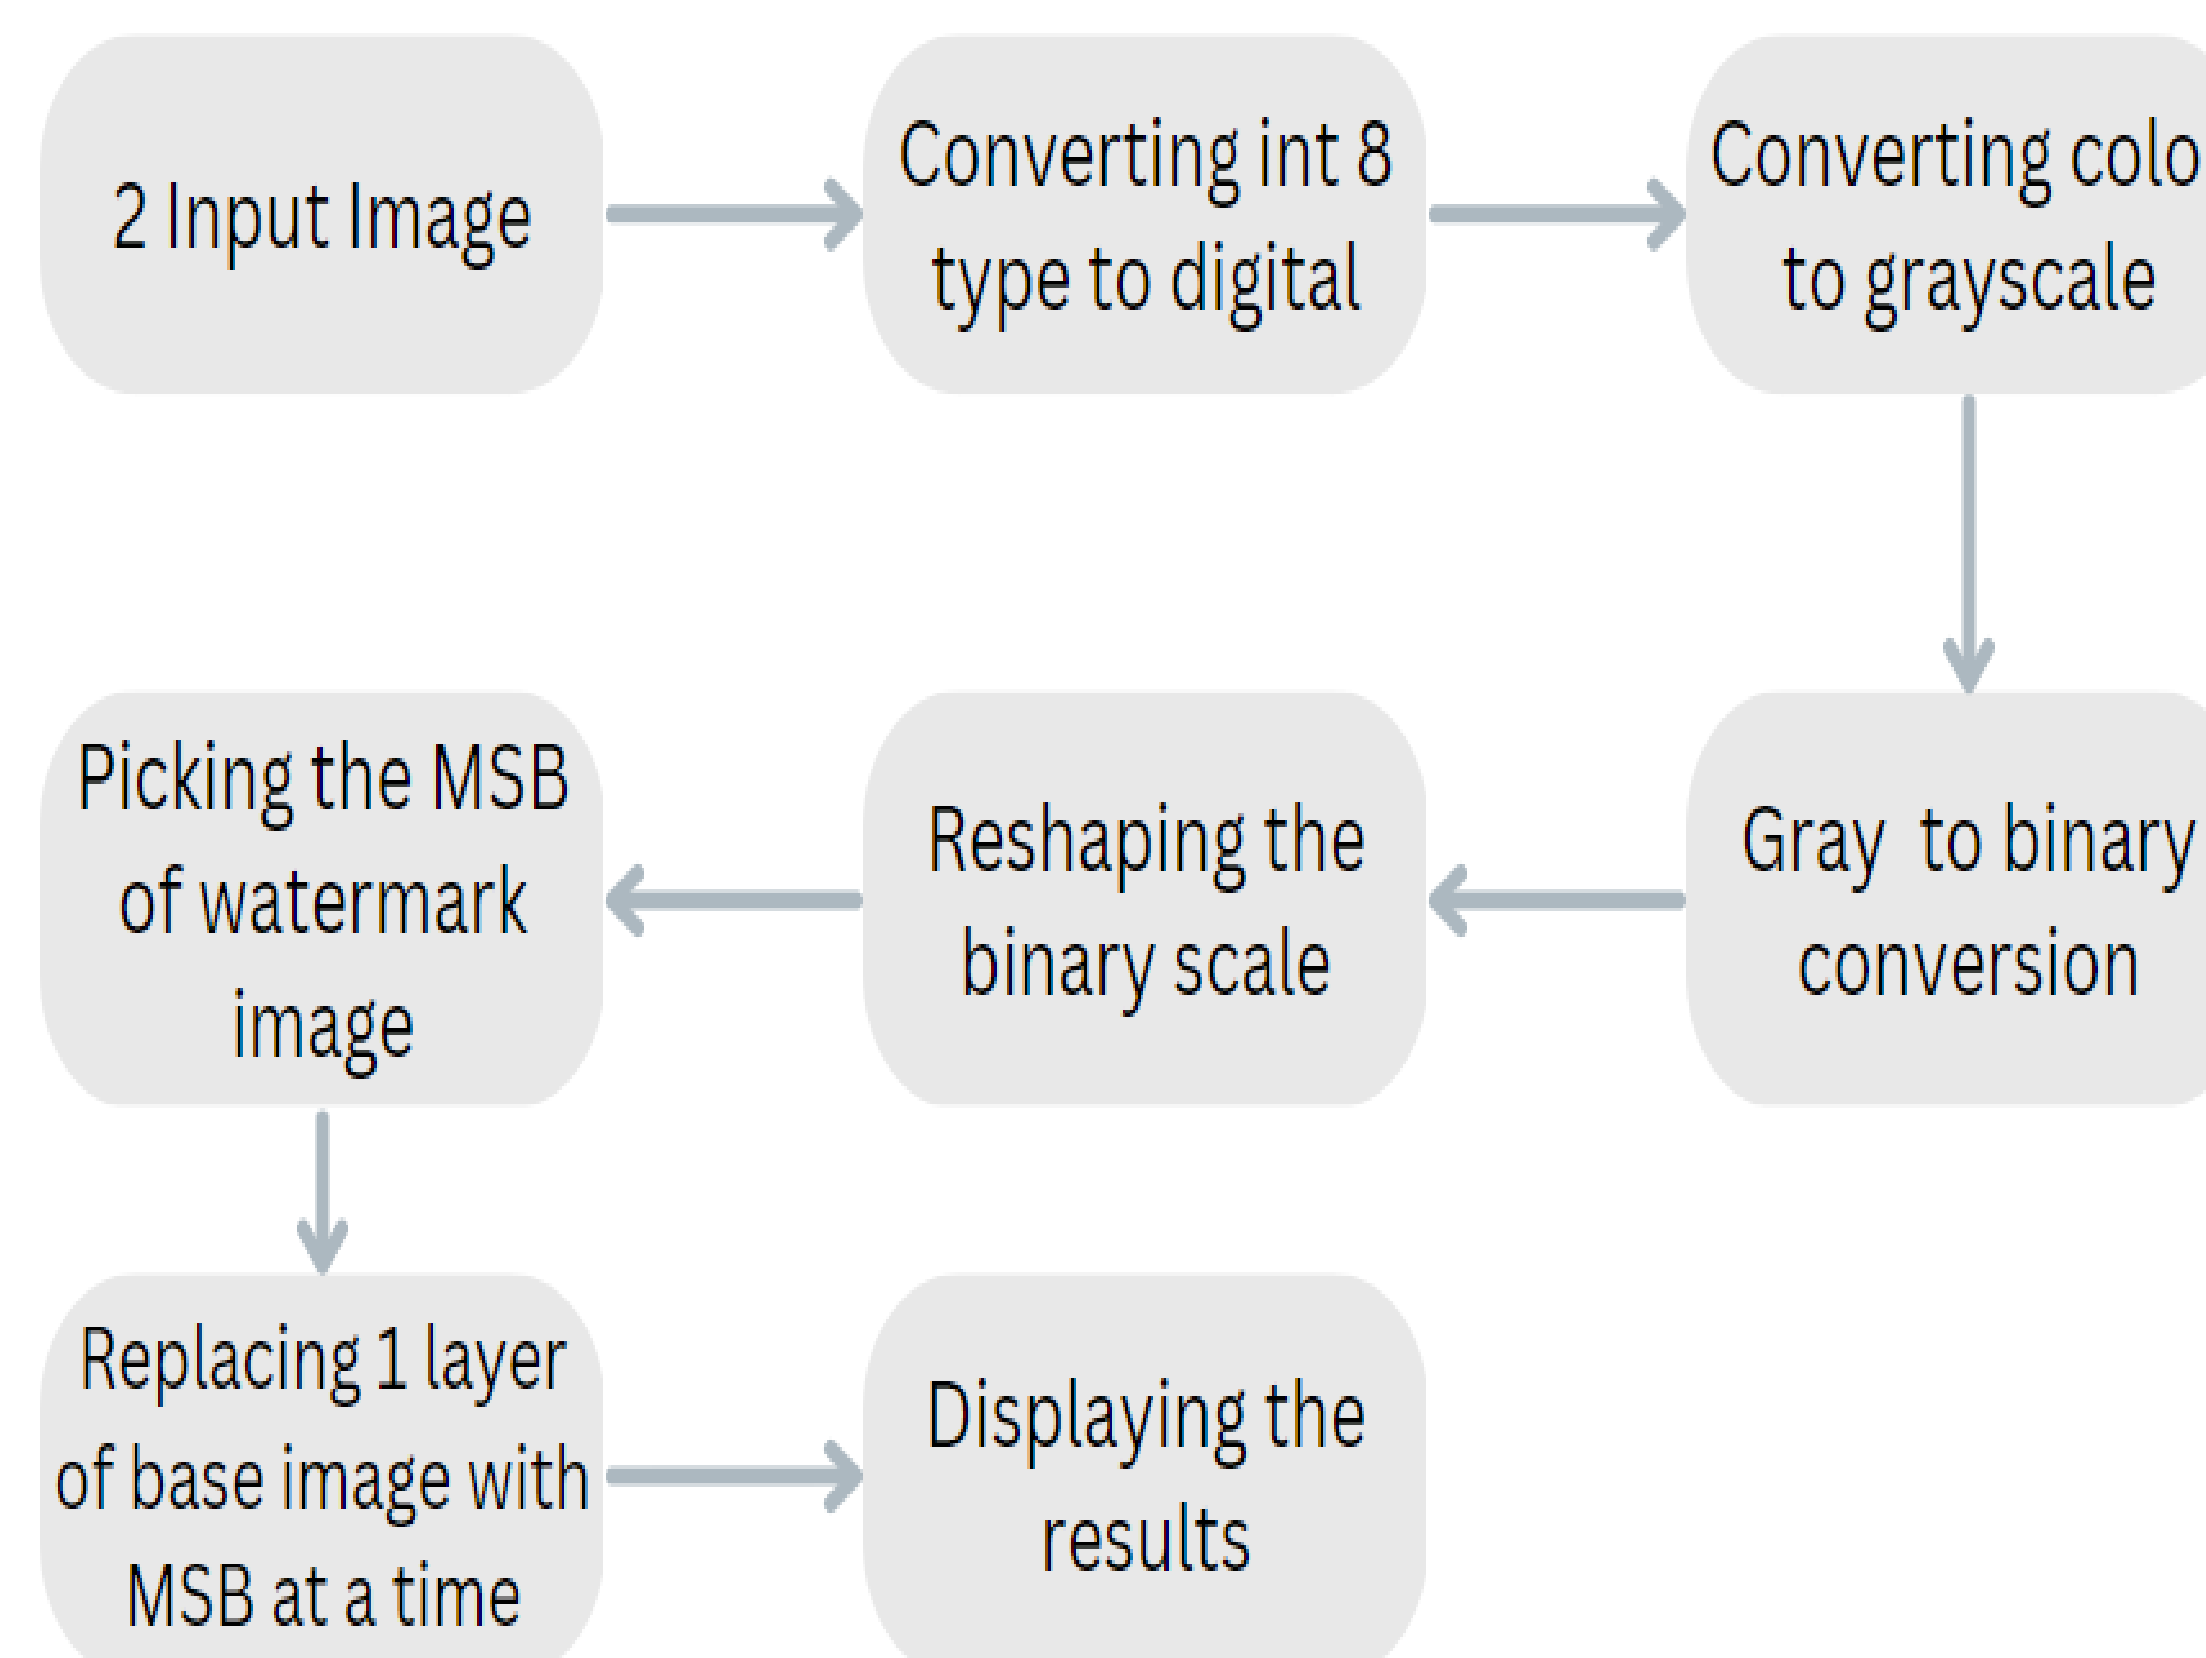 2 Input Image
Converting int 8
type to digital
Converting colo
to grayscale
Gray to binary
conversion
Reshaping the
binary scale
Picking the MSB
of watermark
image
Replacing 1 layer
of base image with
MSB at a time
Displaying the
results